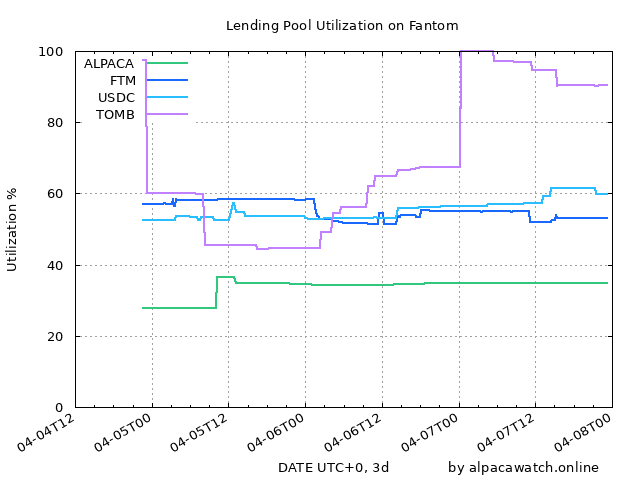 Lending Pool Utilization on Fantom
100
80
60
40
20
0
Utilization %
ALPACA
FTM
USDC
TOMB
04-04T12
04-05T00
04-05T12
04-06T00
04-06T12
04-07T00
04-07T12
04-08T00
DATE UTC+0, 3d
by alpacawatch.online